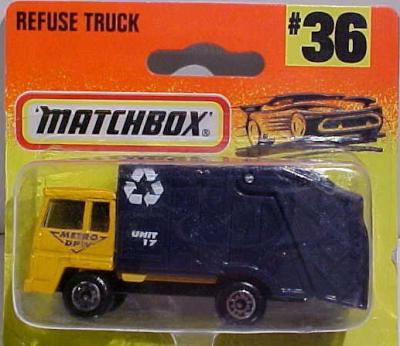 REFUSE TRUCK
#36
'MATCHBOX'®
UNIT
17
METRO
DPW